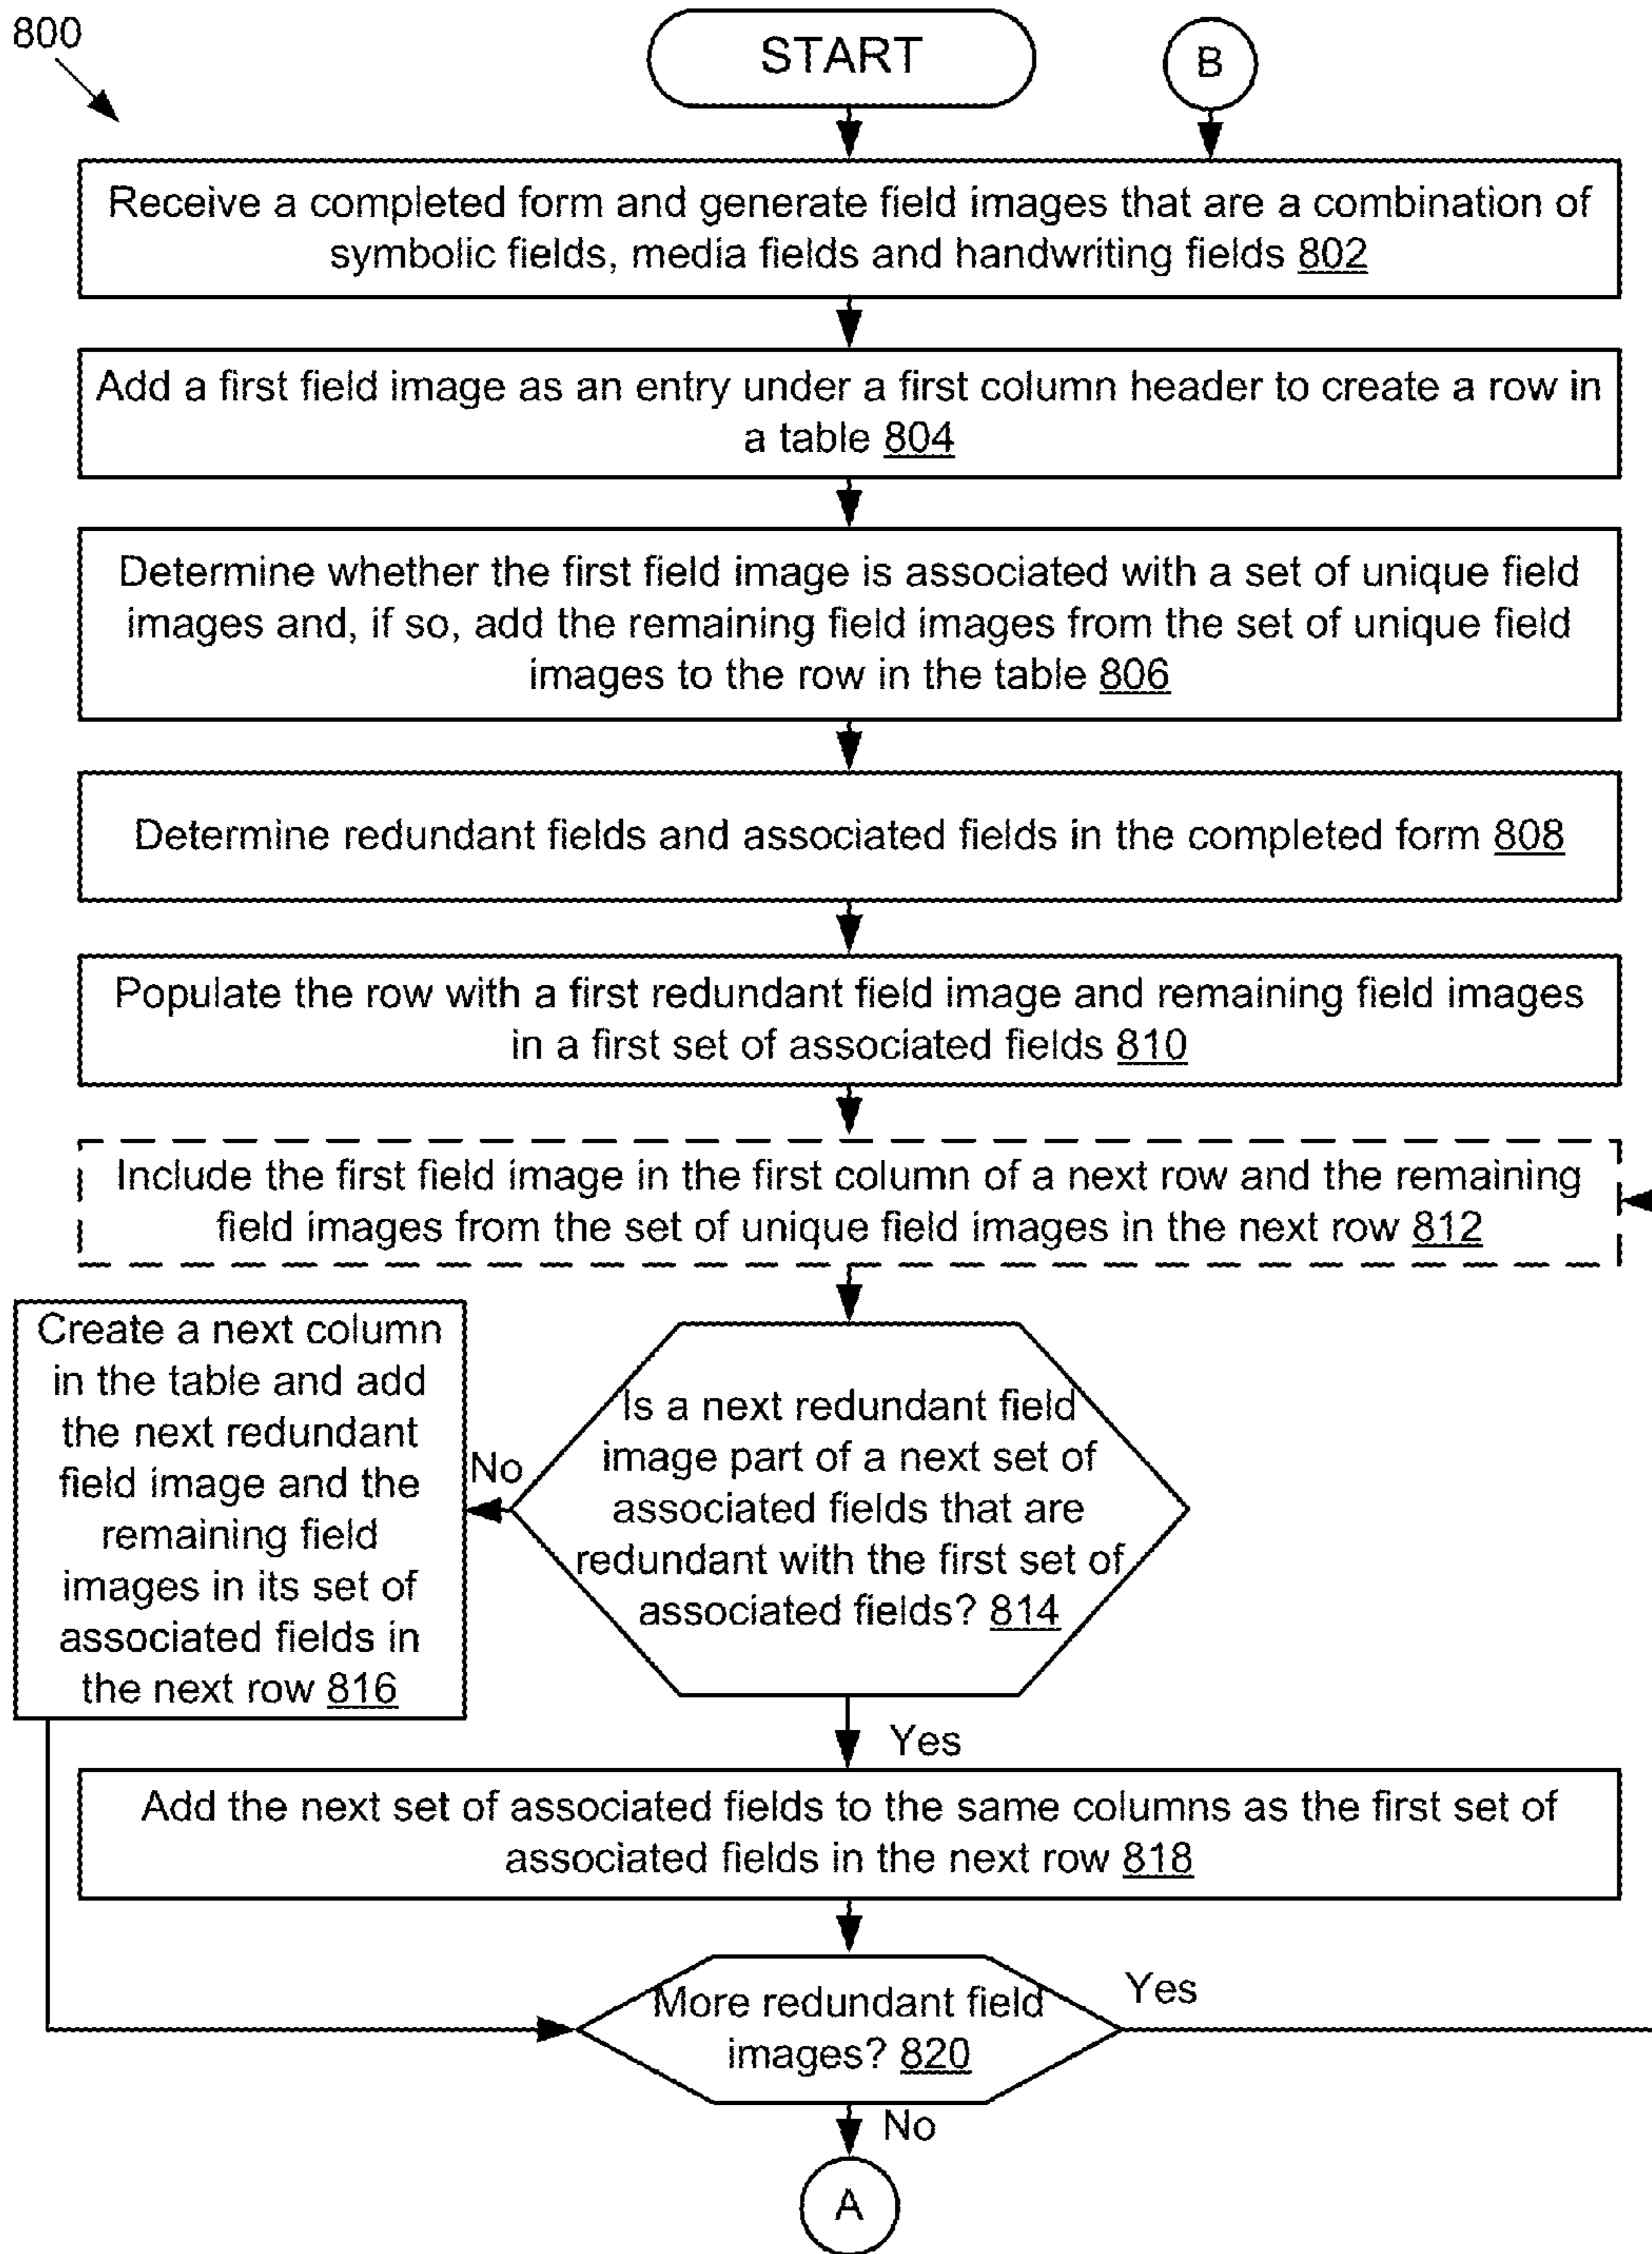 800
START
B
Receive a completed form and generate field images that are a combination of
symbolic fields, media fields and handwriting fields 802
Add a first field image as an entry under a first column header to create a row in
a table 804
Determine whether the first field image is associated with a set of unique field
images and, if so, add the remaining field images from the set of unique field
images to the row in the table 806
Determine redundant fields and associated fields in the completed form 808
Populate the row with a first redundant field image and remaining field images
in a first set of associated fields 810
Include the first field image in the first column of a next row and the remaining
field images from the set of unique field images in the next row 812
Create a next column
in the table and add
the next redundant
field image and the
remaining field
images in its set of
associated fields in
the next row 816
No
Is a next redundant field
image part of a next set of
associated fields that are
redundant with the first set of
associated fields? 814
Yes
Add the next set of associated fields to the same columns as the first set of
associated fields in the next row 818
More redundant field
images? 820
Yes
No
A